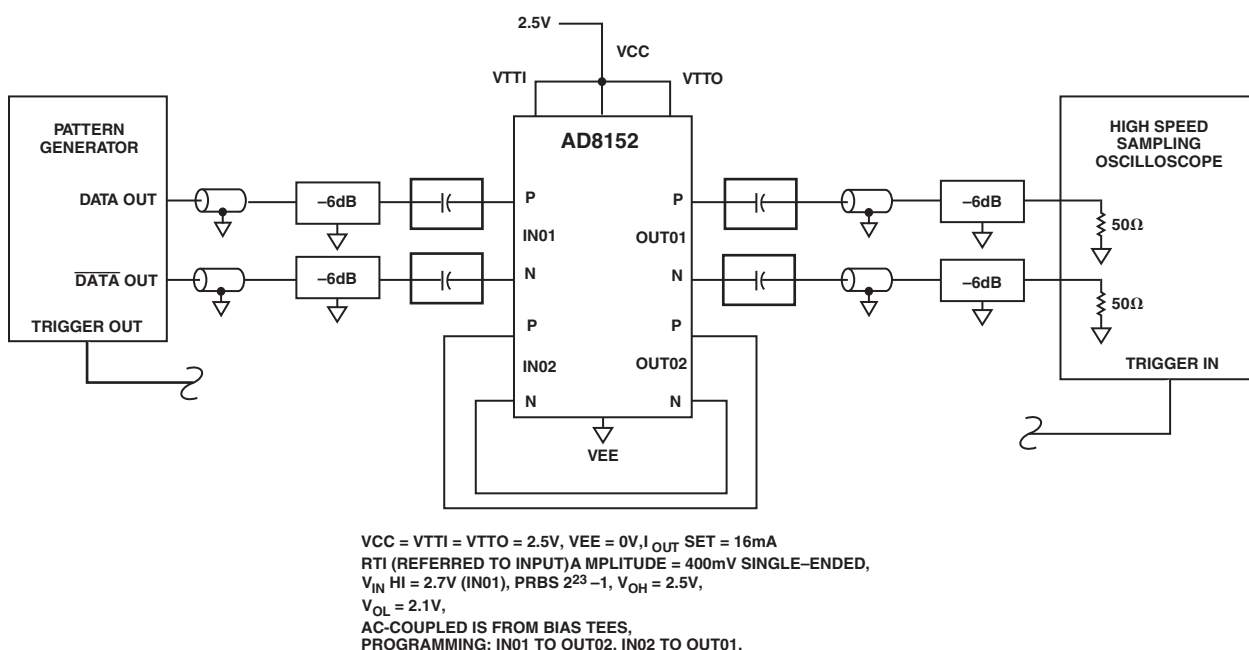 2.5V
VCC
VTTI
VTTO
PATTERN
GENERATOR
DATA OUT
DATA OUT
TRIGGER OUT
–6dB
–6dB
AD8152
P
IN01
N
P
IN02
N
P
OUT01
N
P
OUT02
N
VEE
–6dB
–6dB
HIGH SPEED
SAMPLING
OSCILLOSCOPE
50Ω
50Ω
TRIGGER IN
VCC = VTTI = VTTO = 2.5V, VEE = 0V,I OUT SET = 16mA
RTI (REFERRED TO INPUT)A MPLITUDE = 400mV SINGLE–ENDED,
VIN HI = 2.7V (IN01), PRBS 2²³ –1, VOH = 2.5V,
VOL = 2.1V,
AC-COUPLED IS FROM BIAS TEES,
PROGRAMMING: IN01 TO OUT02, IN02 TO OUT01.